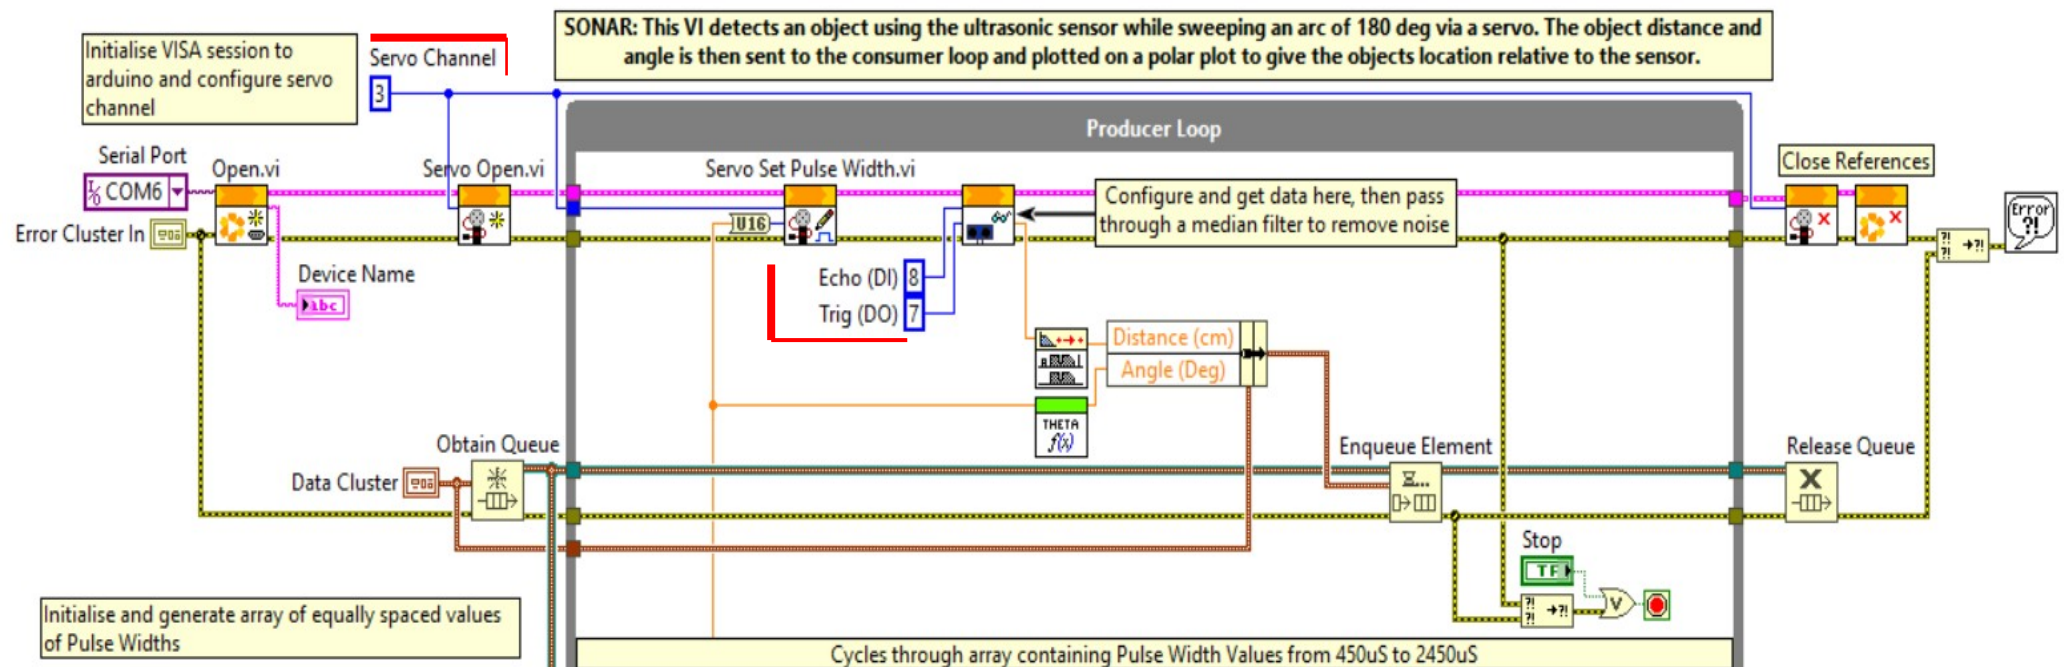 SONAR: This VI detects an object using the ultrasonic sensor while sweeping an arc of 180 deg via a servo. The object distance and
angle is then sent to the consumer loop and plotted on a polar plot to give the objects location relative to the sensor.
Initialise VISA session to
arduino and configure servo
channel
Servo Channel
3
Producer Loop
Serial Port
COM6
Open.vi
Servo Open.vi
Servo Set Pulse Width.vi
Close References
Configure and get data here, then pass
through a median filter to remove noise
U16
Error Cluster In
Error
?!
Device Name
abc
Echo (DI)
8
Trig (DO)
7
Distance (cm)
Angle (Deg)
THETA
f(x)
Obtain Queue
Enqueue Element
Release Queue
Data Cluster
Stop
TF
V
Initialise and generate array of equally spaced values
of Pulse Widths
Cycles through array containing Pulse Width Values from 450uS to 2450uS